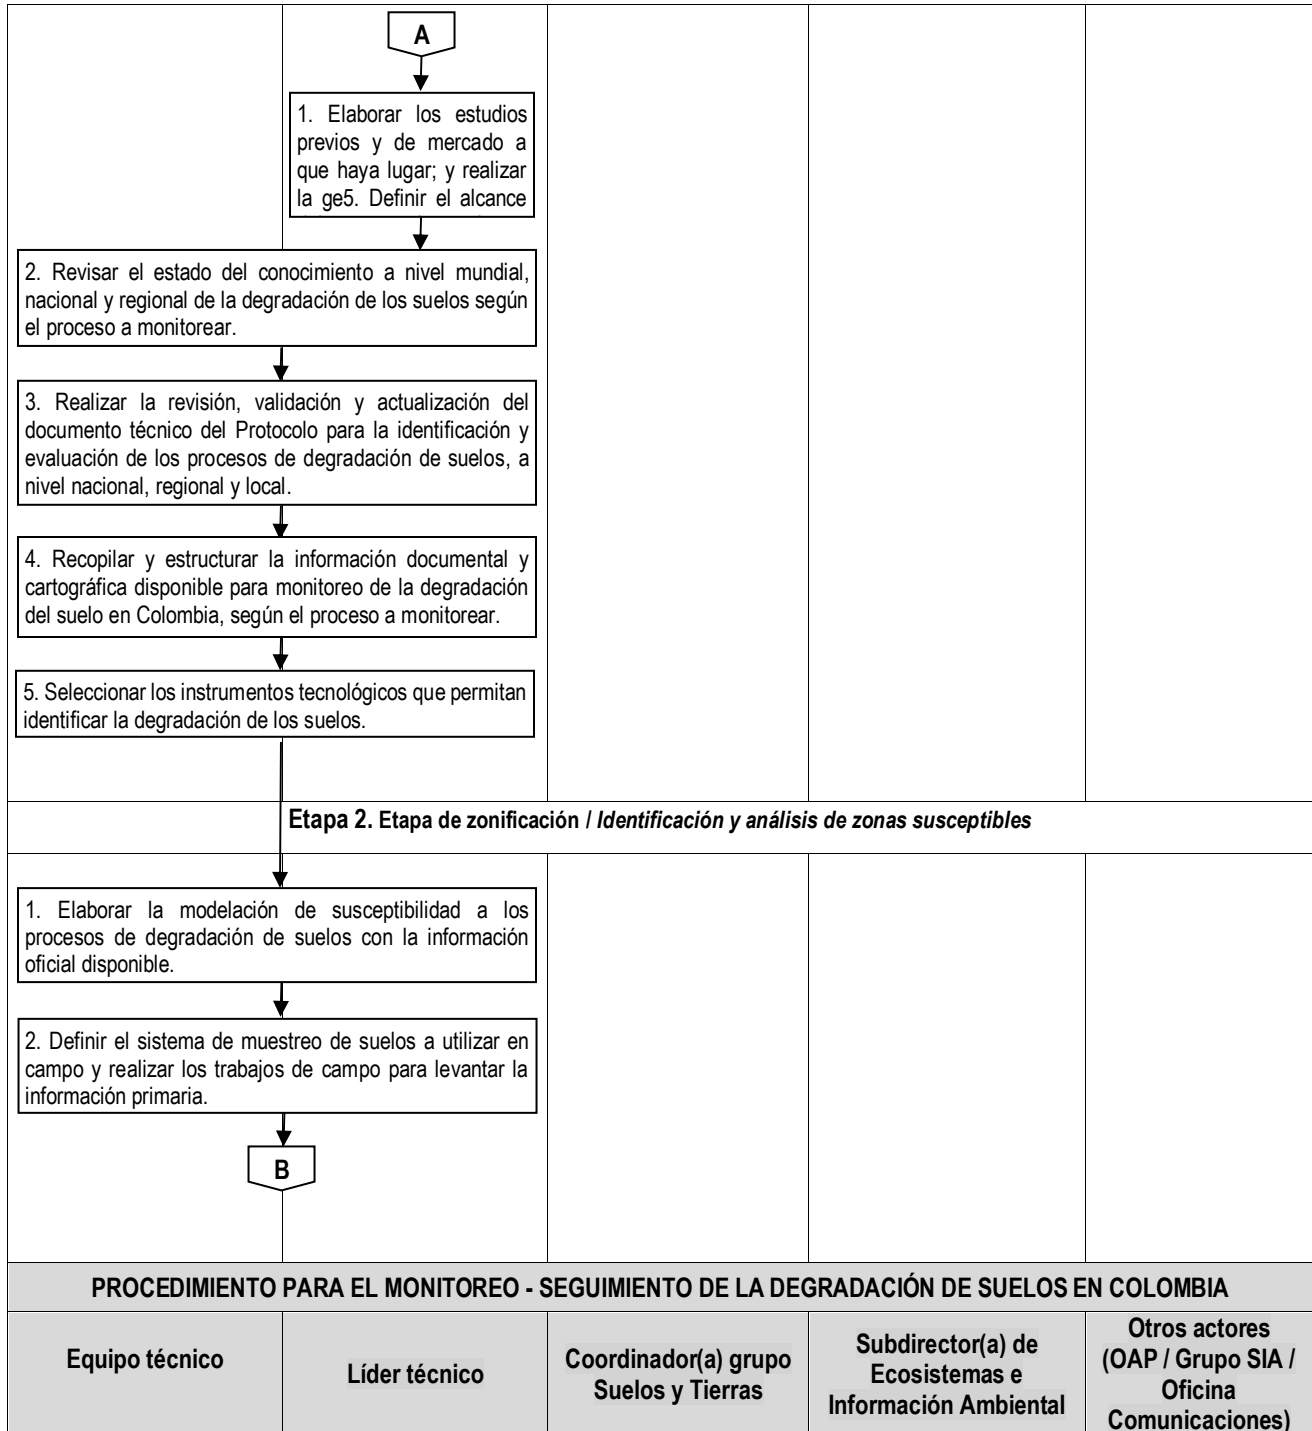 A
1. Elaborar los estudios
previos y de mercado a
que haya lugar; y realizar
la ge5. Definir el alcance
2. Revisar el estado del conocimiento a nivel mundial,
nacional y regional de la degradación de los suelos según
el proceso a monitorear.
3. Realizar la revisión, validación y actualización del
documento técnico del Protocolo para la identificación y
evaluación de los procesos de degradación de suelos, a
nivel nacional, regional y local.
4. Recopilar y estructurar la información documental y
cartográfica disponible para monitoreo de la degradación
del suelo en Colombia, según el proceso a monitorear.
5. Seleccionar los instrumentos tecnológicos que permitan
identificar la degradación de los suelos.
Etapa 2. Etapa de zonificación / Identificación y análisis de zonas susceptibles
1. Elaborar la modelación de susceptibilidad a los
procesos de degradación de suelos con la información
oficial disponible.
2. Definir el sistema de muestreo de suelos a utilizar en
campo y realizar los trabajos de campo para levantar la
información primaria.
B
PROCEDIMIENTO PARA EL MONITOREO - SEGUIMIENTO DE LA DEGRADACIÓN DE SUELOS EN COLOMBIA
Equipo técnico
Líder técnico
Coordinador(a) grupo
Suelos y Tierras
Subdirector(a) de
Ecosistemas e
Información Ambiental
Otros actores
(OAP / Grupo SIA /
Oficina
Comunicaciones)